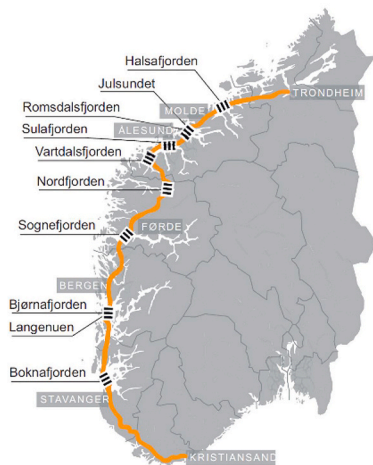 Halsafjorden
Julsundet
TRONDHEIM
Romsdalsfjorden
MOLDE
Sulafjorden
ÅLESUND
Vartdalsfjorden
Nordfjorden
Sognefjorden
FØRDE
BERGEN
Bjørnafjorden
Langenuen
Boknafjorden
STAVANGER
KRISTIANSAND